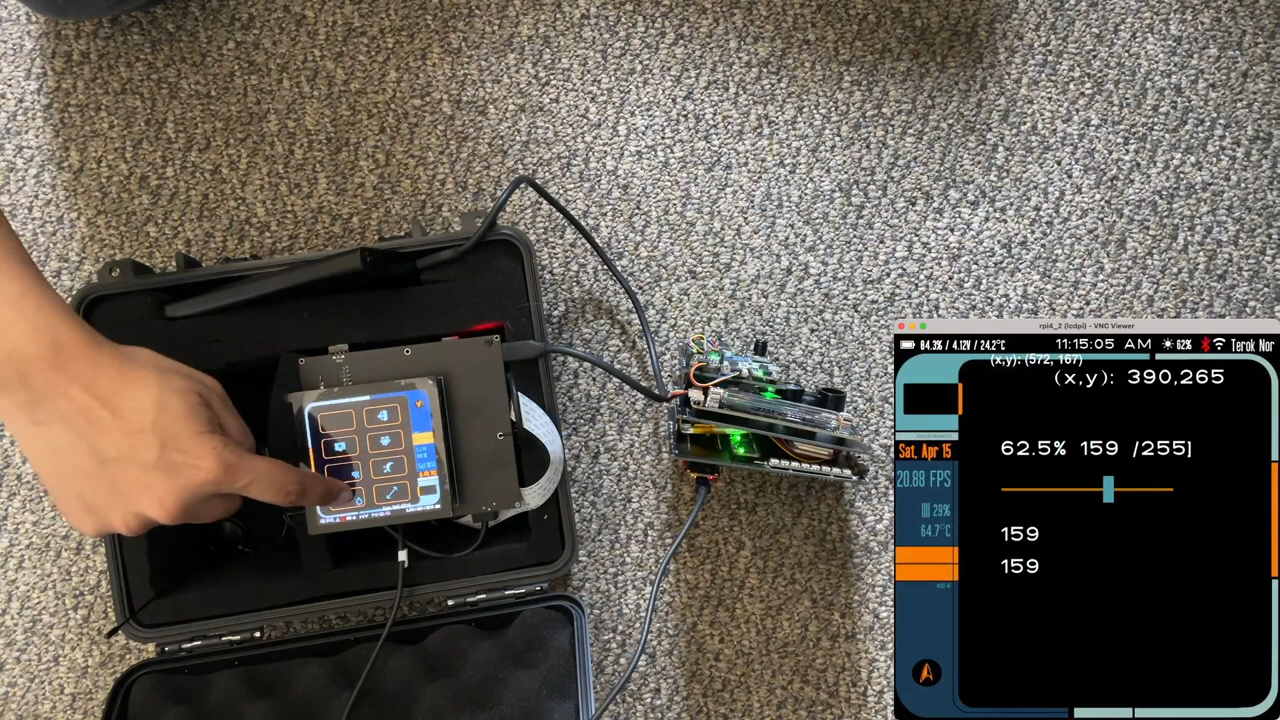 rpi4_2 (lcdpi) - VNC Viewer
84.3% / 4.12V / 24.2°C
11:15:05 AM
62%
Terok Nor
(x,y): (572, 167)
(x,y): 390,265
Sat, Apr 15
62.5% 159 /255]
20.88 FPS
29%
64.7°C
159
159